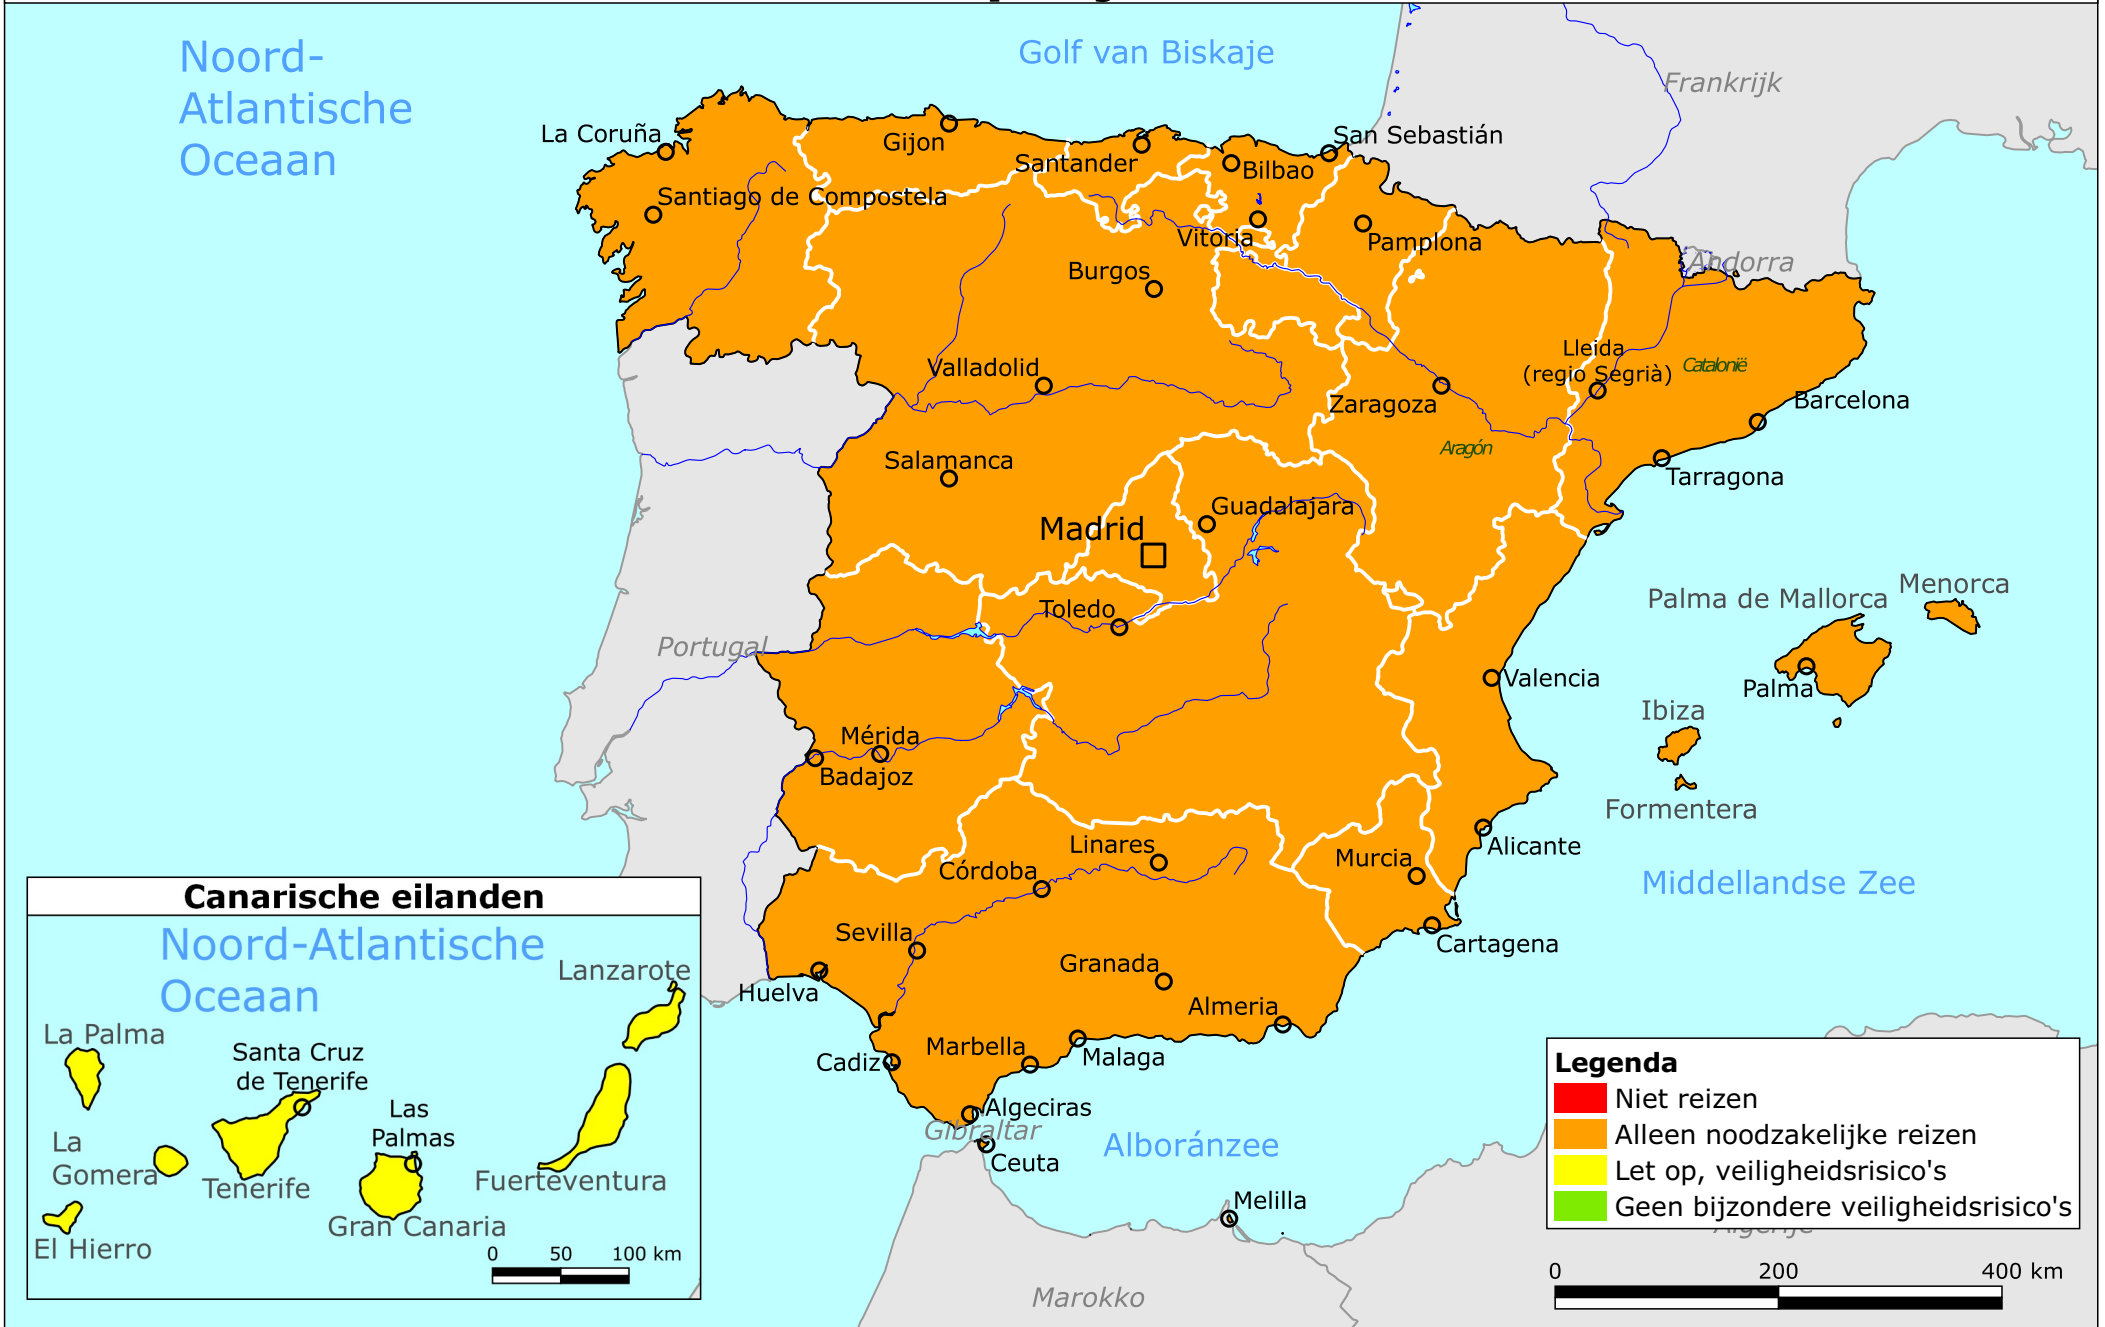 Noord-
Atlantische
Oceaan
Golf van Biskaje
Frankrijk
La Coruña
Gijon
Santander
San Sebastián
Bilbao
Santiago de Compostela
Vitoria
Pamplona
Andorra
Burgos
Valladolid
Lleida
(regio Segrià)
Catalonië
Zaragoza
Barcelona
Aragón
Salamanca
Tarragona
Guadalajara
Madrid
Menorca
Palma de Mallorca
Toledo
Portugal
Valencia
Palma
Ibiza
Mérida
Badajoz
Formentera
Linares
Murcia
Alicante
Córdoba
Middellandse Zee
Sevilla
Cartagena
Granada
Huelva
Almeria
Marbella
Malaga
Cadiz
Algeciras
Gibraltar
Ceuta
Alboránzee
Melilla
Marokko
Algerije
Canarische eilanden
Noord-Atlantische
Oceaan
Lanzarote
La Palma
Santa Cruz
de Tenerife
Las
Palmas
La
Gomera
Tenerife
Fuerteventura
Gran Canaria
El Hierro
0 50 100 km
Legenda
Niet reizen
Alleen noodzakelijke reizen
Let op, veiligheidsrisico's
Geen bijzondere veiligheidsrisico's
0 200 400 km